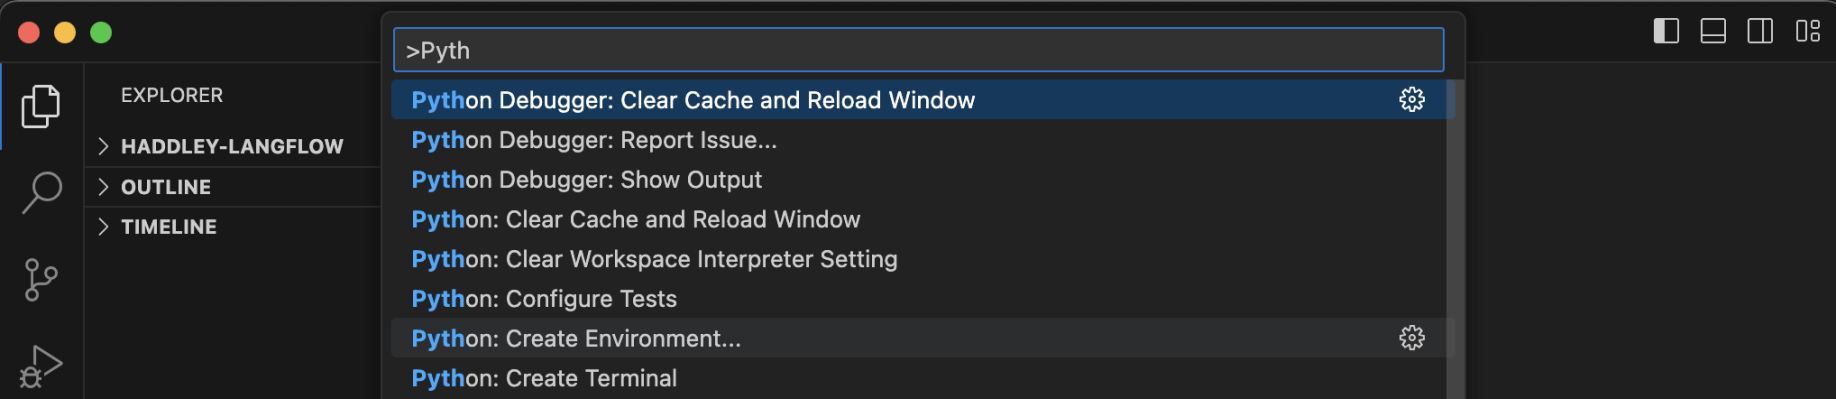 >Pyth
EXPLORER
HADDLEY-LANGFLOW
OUTLINE
TIMELINE
Python Debugger: Clear Cache and Reload Window
Python Debugger: Report Issue...
Python Debugger: Show Output
Python: Clear Cache and Reload Window
Python: Clear Workspace Interpreter Setting
Python: Configure Tests
Python: Create Environment...
Python: Create Terminal